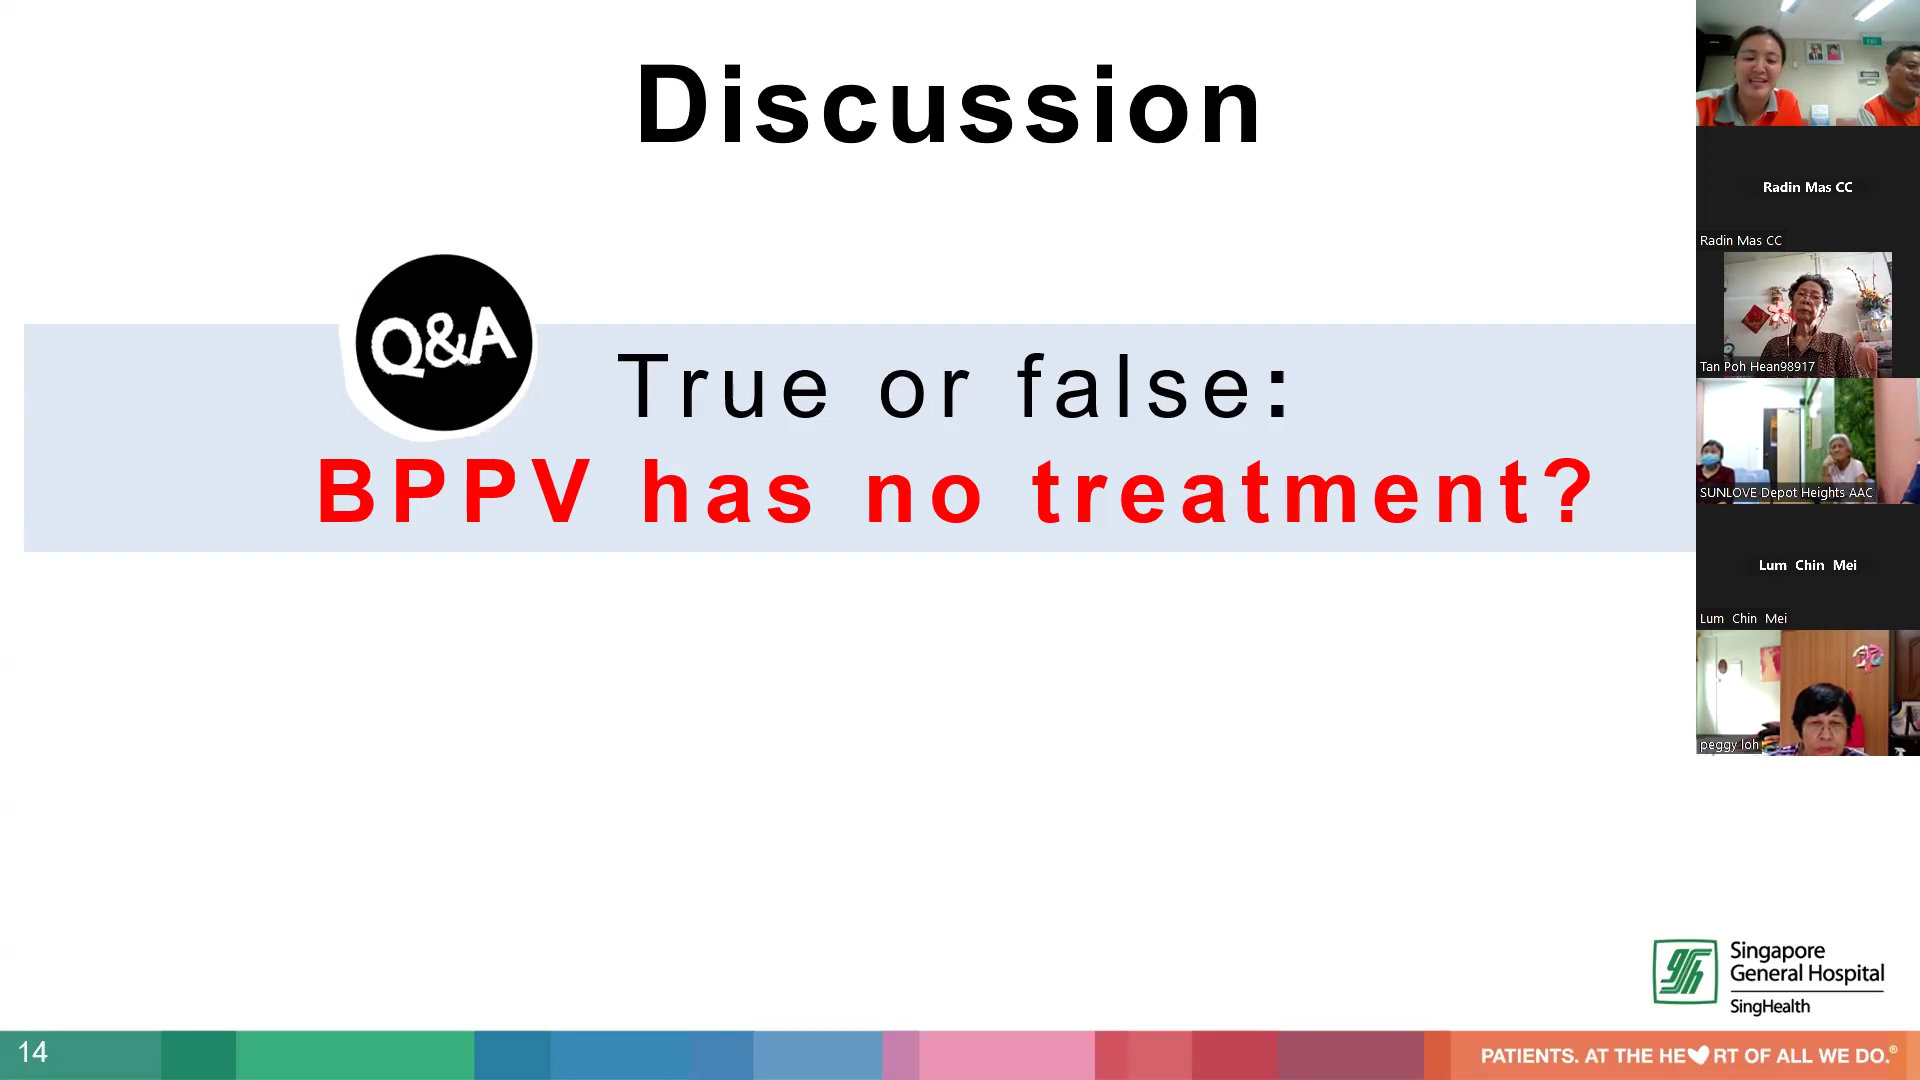 Discussion
Q&A
True or false:
BPPV has no treatment?
Radin Mas CC
Radin Mas CC
Tan Poh Hean98917
SUNLOVE Depot Heights AAC
Lum Chin Mei
Lum Chin Mei
peggy loh
Singapore
General Hospital
SingHealth
14
PATIENTS. AT THE HE RT OF ALL WE DO.®